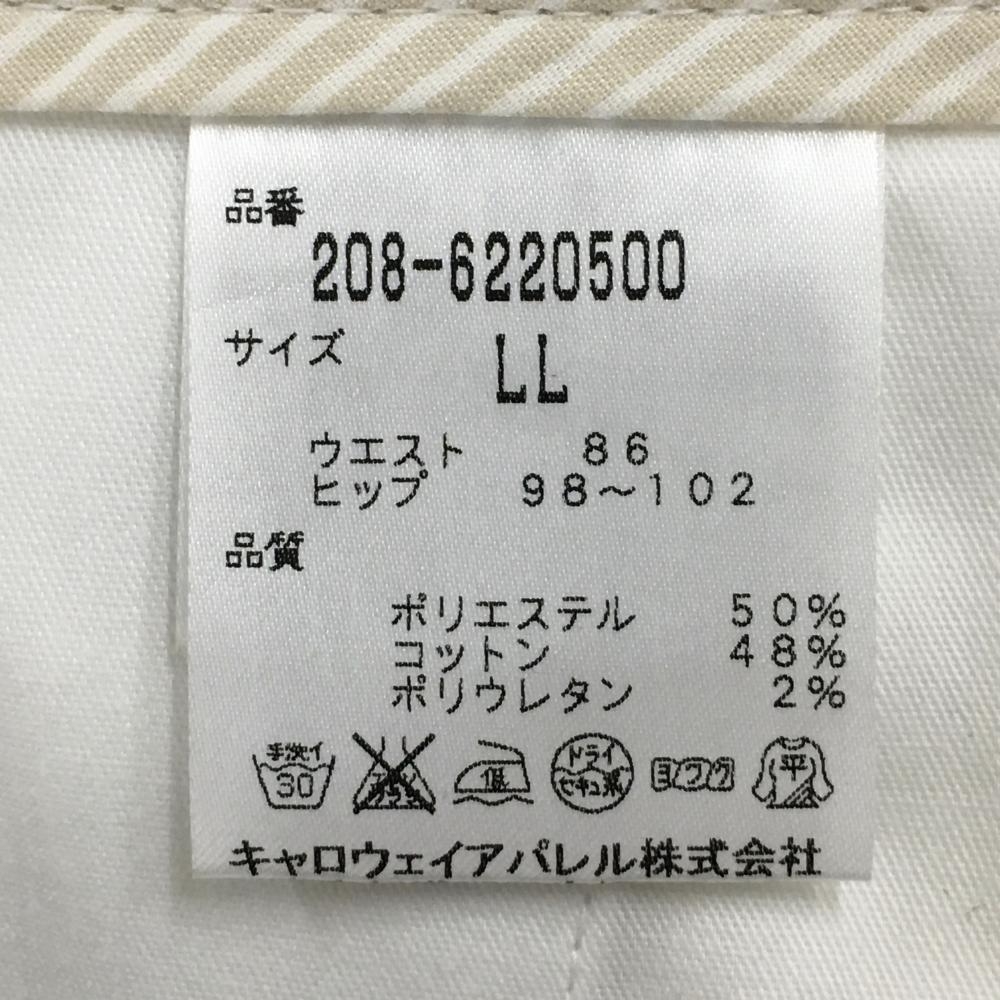 品番
208-6220500
サイズ LL
ウエスト 86
ヒップ 98～102
品質
ポリエステル 50%
コットン 48%
ポリウレタン 2%
手洗イ 30 低 ドライ セキユ系 ヨワク 平
キャロウェイアパレル株式会社